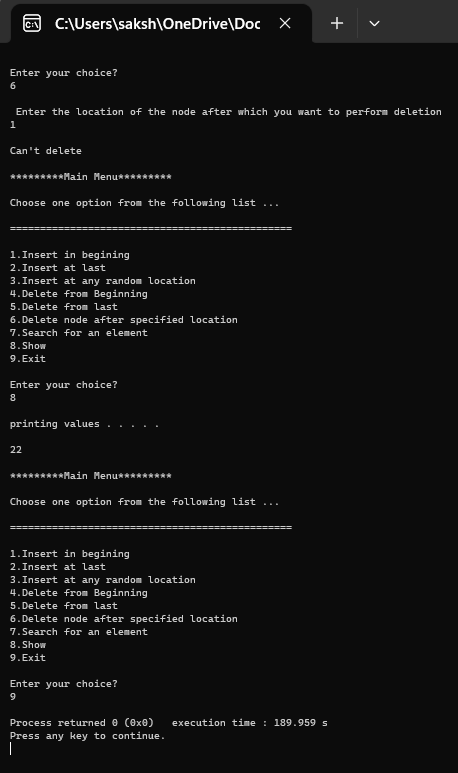 C:\Users\saksh\OneDrive\Doc
Enter your choice?
6
Enter the location of the node after which you want to perform deletion
1
Can't delete
*********Main Menu*********
Choose one option from the following list ...
===============================================
1.Insert in begining
2.Insert at last
3.Insert at any random location
4.Delete from Beginning
5.Delete from last
6.Delete node after specified location
7.Search for an element
8.Show
9.Exit
Enter your choice?
8
printing values . . . . .
22
*********Main Menu*********
Choose one option from the following list ...
===============================================
1.Insert in begining
2.Insert at last
3.Insert at any random location
4.Delete from Beginning
5.Delete from last
6.Delete node after specified location
7.Search for an element
8.Show
9.Exit
Enter your choice?
9
Process returned 0 (0x0)   execution time : 189.959 s
Press any key to continue.